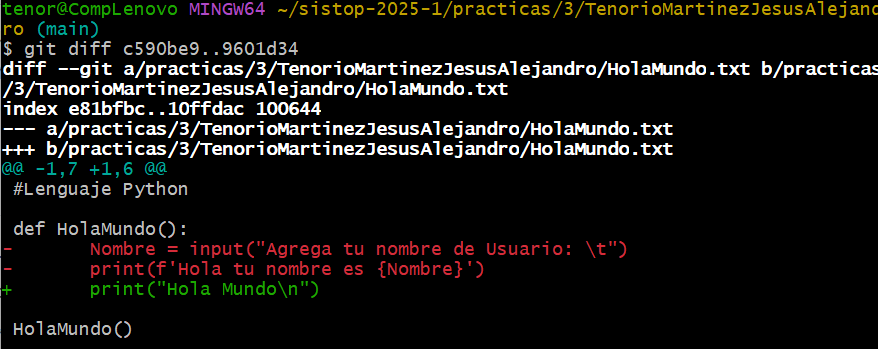 tenor@CompLenovo MINGW64 ~/sistop-2025-1/practicas/3/TenorioMartinezJesusAlejand
ro (main)
$ git diff c590be9..9601d34
diff --git a/practicas/3/TenorioMartinezJesusAlejandro/HolaMundo.txt b/practicas
/3/TenorioMartinezJesusAlejandro/HolaMundo.txt
index e81bfbc..10ffdac 100644
--- a/practicas/3/TenorioMartinezJesusAlejandro/HolaMundo.txt
+++ b/practicas/3/TenorioMartinezJesusAlejandro/HolaMundo.txt
@@ -1,7 +1,6 @@
 #Lenguaje Python
 def HolaMundo():
-       Nombre = input("Agrega tu nombre de Usuario: \t")
-       print(f'Hola tu nombre es {Nombre}')
+       print("Hola Mundo\n")
 HolaMundo()